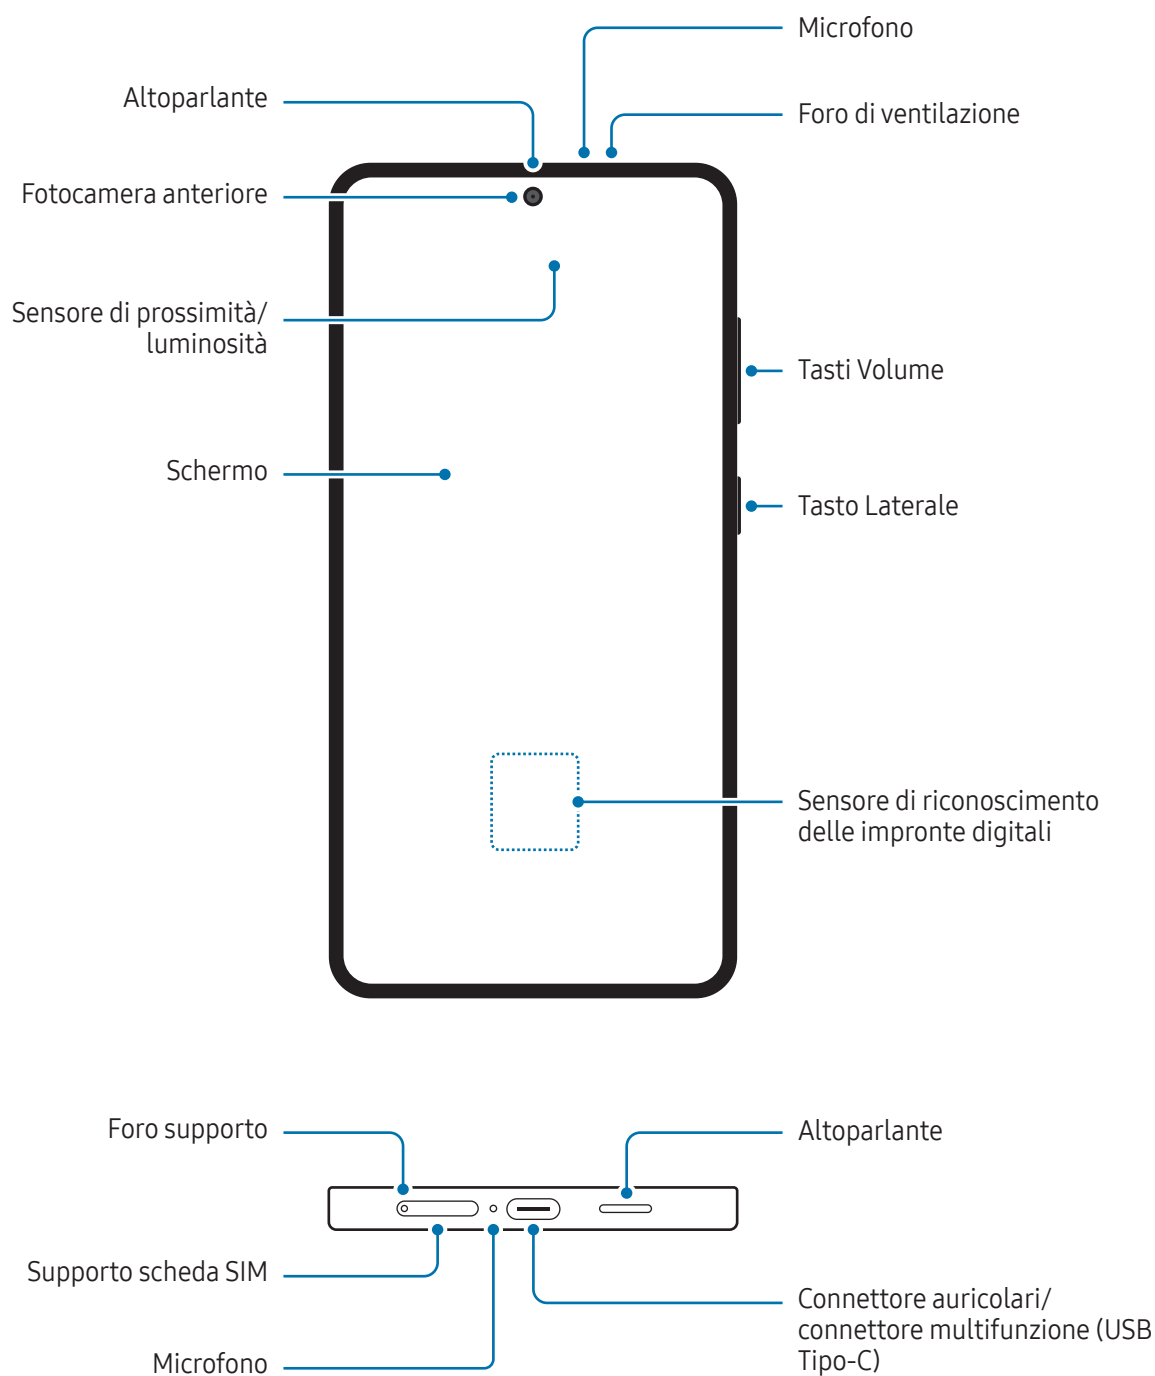 Microfono
Altoparlante
Foro di ventilazione
Fotocamera anteriore
Sensore di prossimità/
luminosità
Tasti Volume
Schermo
Tasto Laterale
Sensore di riconoscimento
delle impronte digitali
Foro supporto
Altoparlante
Supporto scheda SIM
Connettore auricolari/
connettore multifunzione (USB
Tipo-C)
Microfono